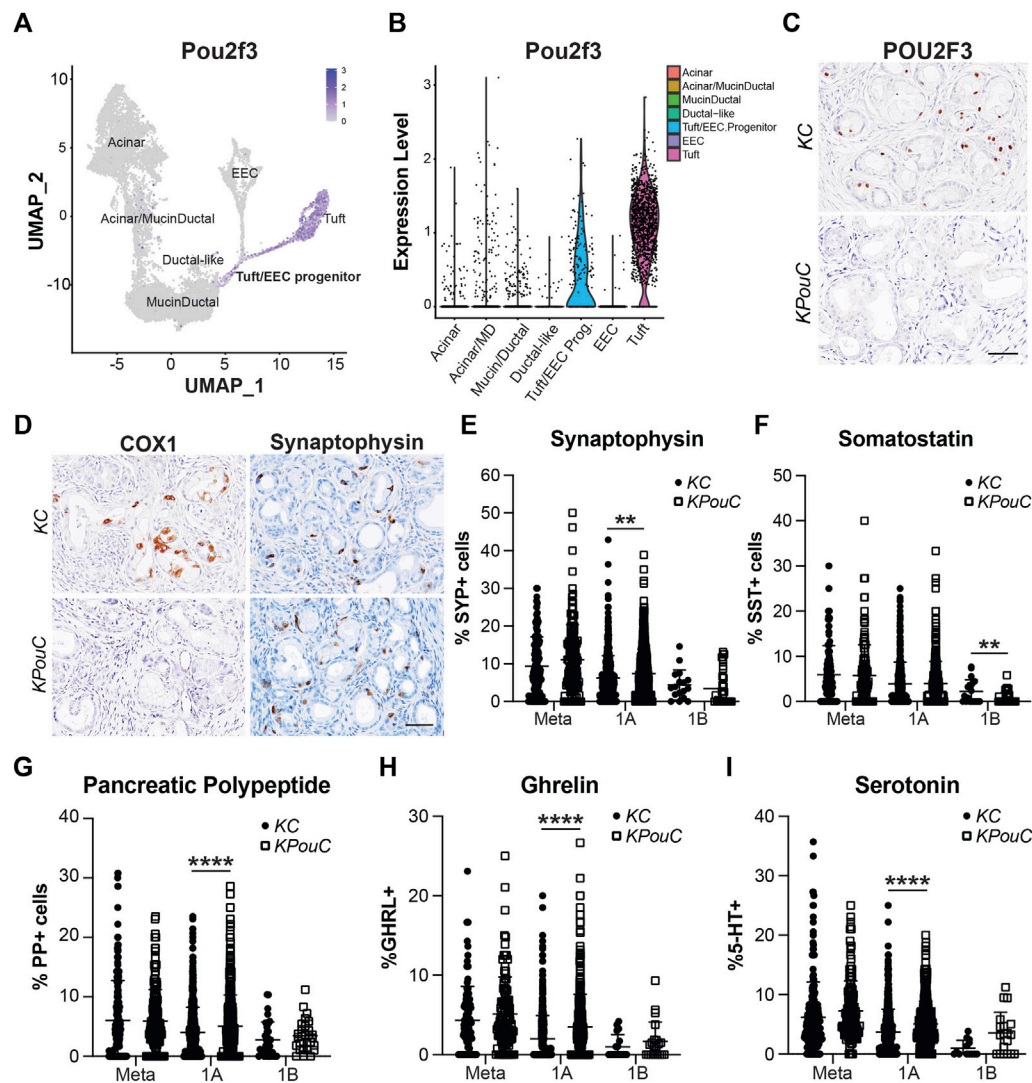 A
Pou2f3
10
5
0
-5
-10
UMAP_2
3
2
1
0
Acinar
EEC
Acinar/MucinDuctal
Tuft
Ductal-like
Tuft/EEC progenitor
MucinDuctal
-5
0
5
10
15
UMAP_1
B
Pou2f3
Expression Level
3
2
1
0
Acinar
Acinar/MucinDuctal
MucinDuctal
Ductal-like
Tuft/EEC.Progenitor
EEC
Tuft
Acinar
Acinar/MD
Mucin/Ductal
Ductal-like
Tuft/EEC Prog.
EEC
Tuft
C
POU2F3
KC
KPouC
D
COX1
Synaptophysin
KC
KPouC
E
Synaptophysin
% SYP+ cells
60
50
40
30
20
10
0
KC
KPouC
**
Meta
1A
1B
F
Somatostatin
% SST+ cells
50
40
30
20
10
0
KC
KPouC
**
Meta
1A
1B
G
Pancreatic Polypeptide
% PP+ cells
40
30
20
10
0
KC
KPouC
****
Meta
1A
1B
H
Ghrelin
%GHRL+
30
20
10
0
KC
KPouC
****
Meta
1A
1B
I
Serotonin
%5-HT+
40
30
20
10
0
KC
KPouC
****
Meta
1A
1B